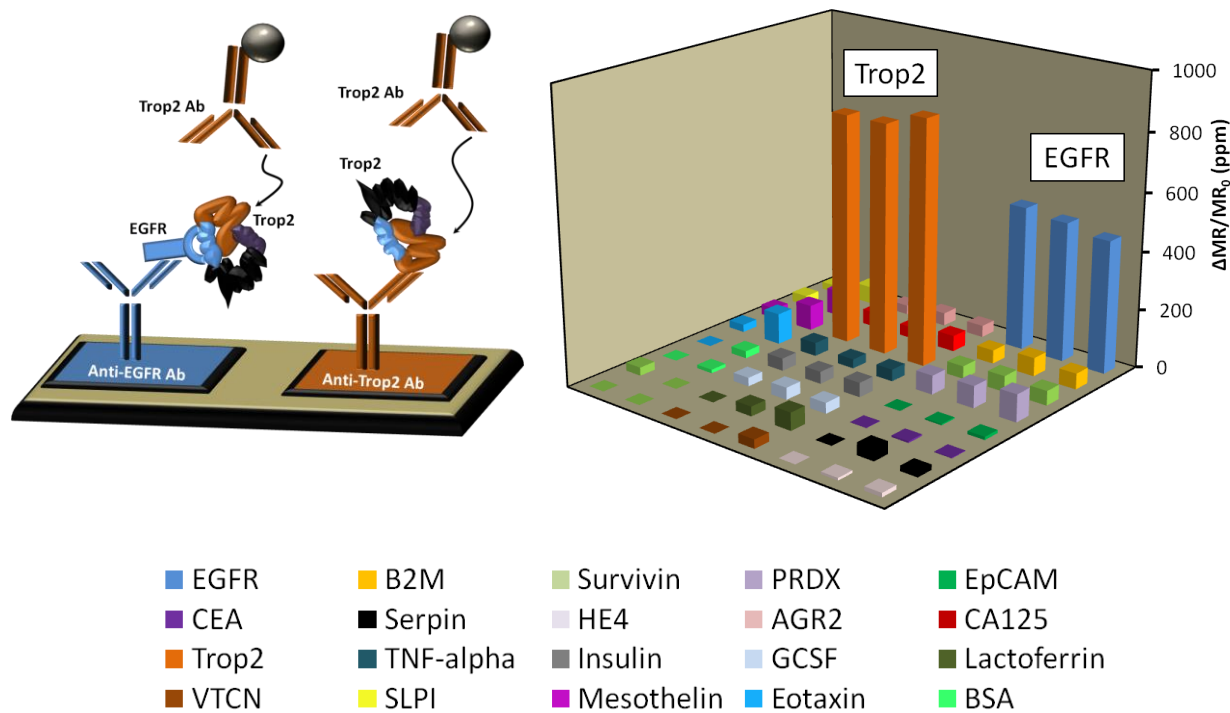 Trop2 Ab
Trop2 Ab
Trop2
EGFR
Trop2
Anti-EGFR Ab
Anti-Trop2 Ab
Trop2
EGFR
1000
800
600
400
200
0
ΔMR/MR₀ (ppm)
EGFR B2M Survivin PRDX EpCAM
CEA Serpin HE4 AGR2 CA125
Trop2 TNF-alpha Insulin GCSF Lactoferrin
VTCN SLPI Mesothelin Eotaxin BSA